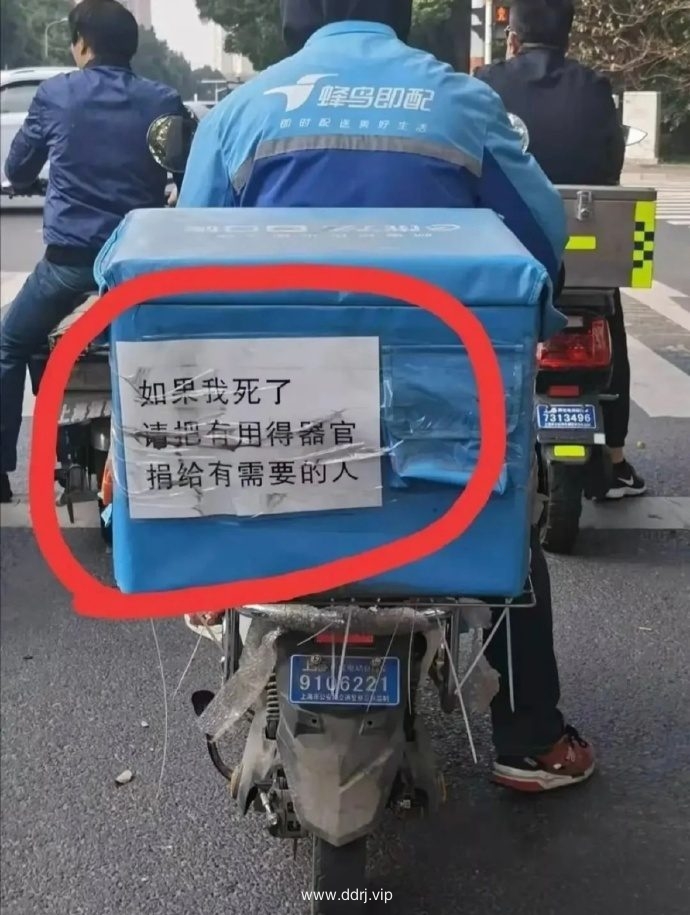 蜂鸟即配
即时配送美好生活
如果我死了
请把有用得器官
捐给有需要的人
7313496
9106221
www.ddrj.vip